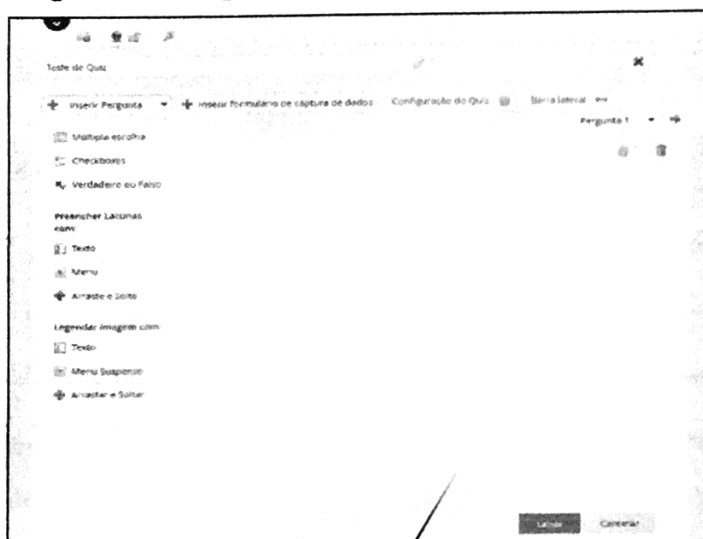 Teste de Quiz
Inserir Pergunta
Inserir formulário de captura de dados
Configuração do Quiz
Barra lateral
Pergunta 1
Múltipla escolha
Checkboxes
Verdadeiro ou Falso
Preencher Lacunas
com:
Texto
Menu
Arraste e Solte
Legendar imagem com:
Texto
Menu Suspenso
Arrastar e Soltar
Salvar
Cancelar